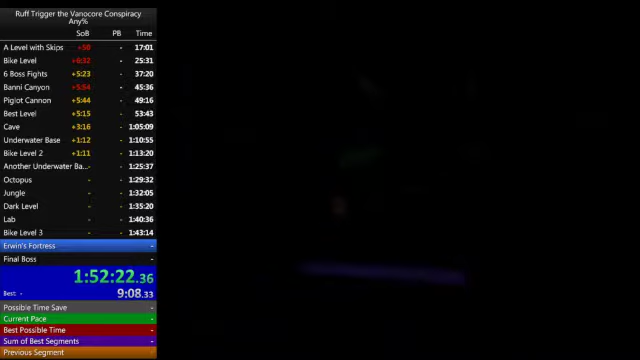 Ruff Trigger the Vanocore Conspiracy
Any%
SoB PB Time
A Level with Skips +50 - 17:01
Bike Level +6:32 - 25:31
6 Boss Fights +5:23 - 37:20
Banni Canyon +5:54 - 45:36
Piglot Cannon +5:44 - 49:16
Best Level +5:15 - 53:43
Cave +3:16 - 1:05:09
Underwater Base +1:12 - 1:10:55
Bike Level 2 +1:11 - 1:13:20
Another Underwater Ba... - - 1:25:37
Octopus - - 1:29:32
Jungle - - 1:32:05
Dark Level - - 1:35:20
Lab - - 1:40:36
Bike Level 3 - - 1:43:14
Erwin's Fortress -
Final Boss -
1:52:22.36
Best: - 9:08.33
Possible Time Save -
Current Pace -
Best Possible Time -
Sum of Best Segments -
Previous Segment -